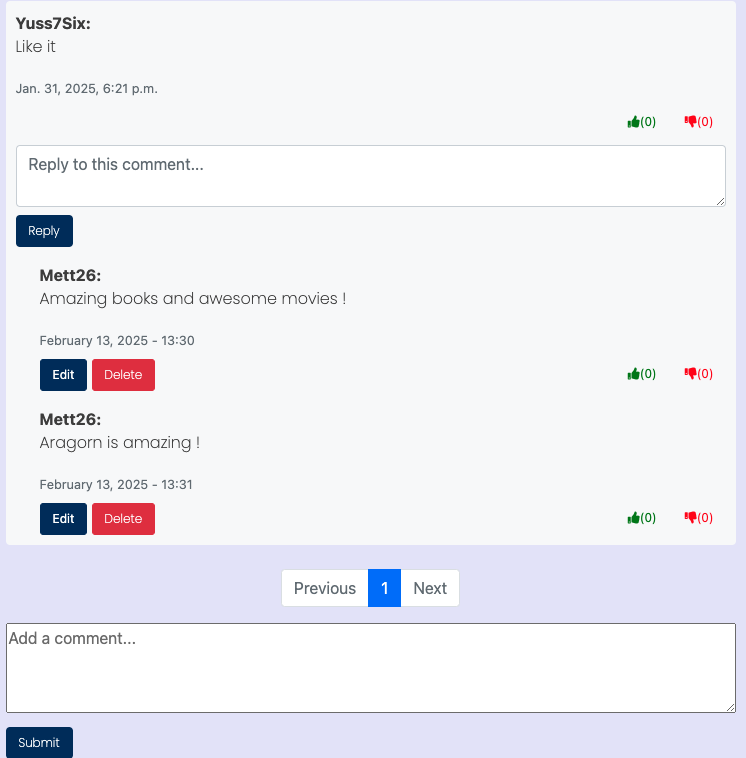 Yuss7Six:
Like it
Jan. 31, 2025, 6:21 p.m.
(0) (0)
Reply to this comment...
Reply
Mett26:
Amazing books and awesome movies !
February 13, 2025 - 13:30
Edit Delete (0) (0)
Mett26:
Aragorn is amazing !
February 13, 2025 - 13:31
Edit Delete (0) (0)
Previous 1 Next
Add a comment...
Submit